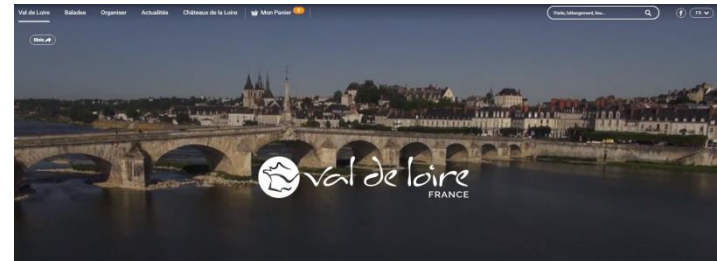 Val de Loire Balades Organiser Actualités Châteaux de la Loire Mon Panier 0
Visite, hébergement, lieu... FR
val de loire
FRANCE